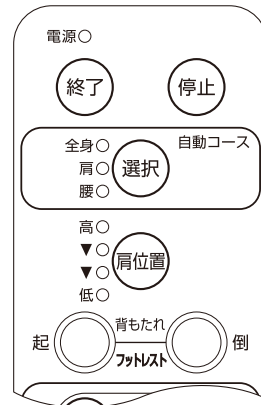 電源○
終了 停止
全身○ 自動コース
肩○ 選択
腰○
高○
▼○
▼○ 肩位置
低○
背もたれ
起 倒
フットレスト